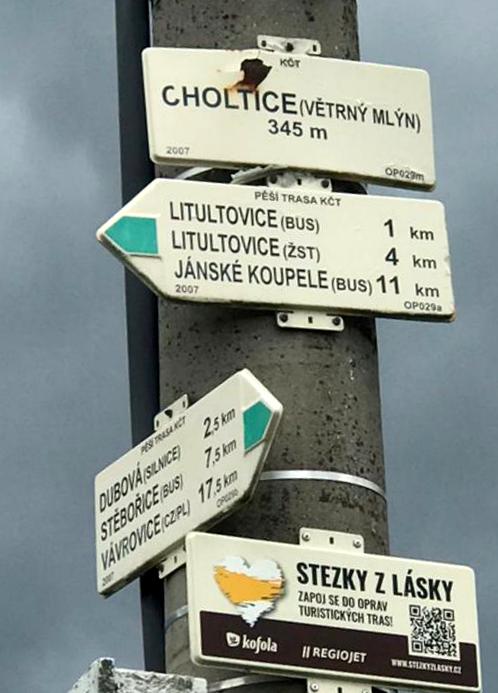 KČT
CHOLTICE (VĚTRNÝ MLÝN)
345 m
2007 OP029m
PĚŠÍ TRASA KČT
LITULTOVICE (BUS) 1 km
LITULTOVICE (ŽST) 4 km
JÁNSKÉ KOUPELE (BUS) 11 km
2007 OP029a
PĚŠÍ TRASA KČT
DUBOVÁ (SILNICE) 2,5 km
STĚBOŘICE (BUS) 7,5 km
VÁVROVICE (CZ/PL) 17,5 km
2007 OP029b
STEZKY Z LÁSKY
ZAPOJ SE DO OPRAV
TURISTICKÝCH TRAS!
kofola REGIOJET
WWW.STEZKYZLASKY.CZ